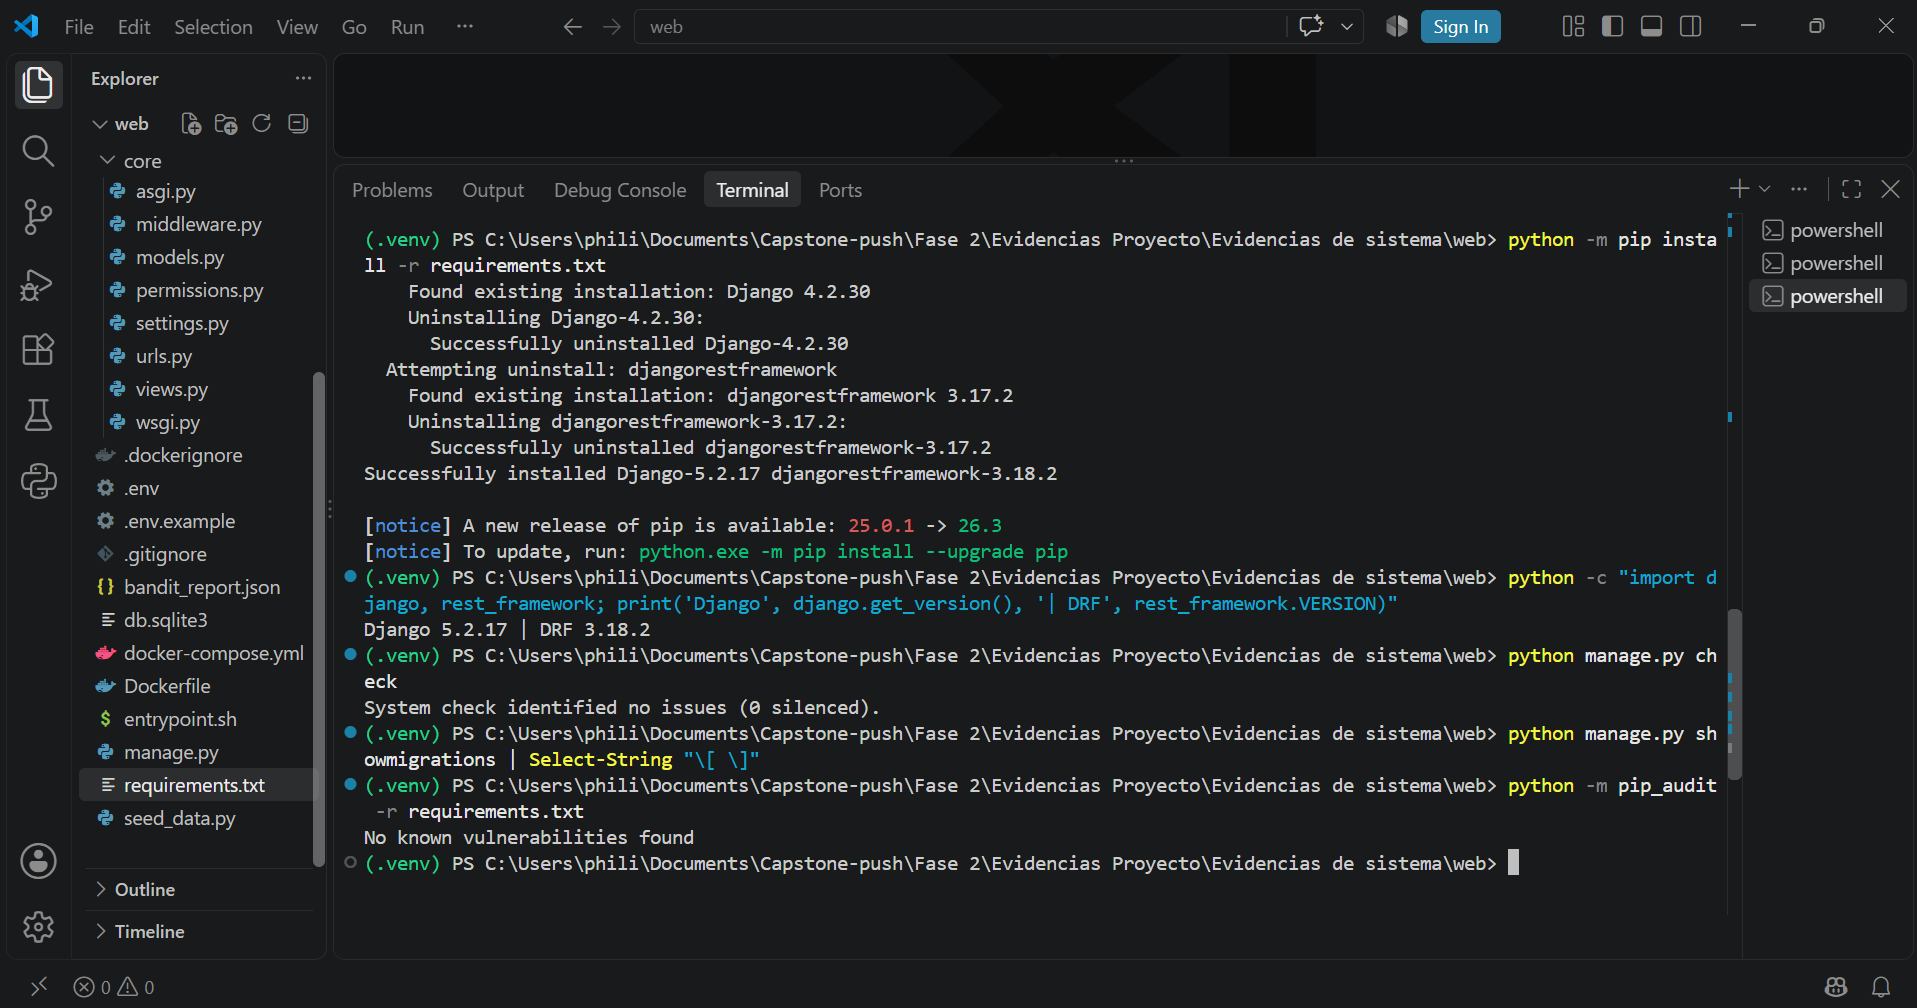 File Edit Selection View Go Run ···
web
Sign In
Explorer ···
web
core
asgi.py
middleware.py
models.py
permissions.py
settings.py
urls.py
views.py
wsgi.py
.dockerignore
.env
.env.example
.gitignore
{} bandit_report.json
db.sqlite3
docker-compose.yml
Dockerfile
$ entrypoint.sh
manage.py
requirements.txt
seed_data.py
Outline
Timeline
Problems Output Debug Console Terminal Ports
(.venv) PS C:\Users\phili\Documents\Capstone-push\Fase 2\Evidencias Proyecto\Evidencias de sistema\web> python -m pip insta
ll -r requirements.txt
Found existing installation: Django 4.2.30
Uninstalling Django-4.2.30:
Successfully uninstalled Django-4.2.30
Attempting uninstall: djangorestframework
Found existing installation: djangorestframework 3.17.2
Uninstalling djangorestframework-3.17.2:
Successfully uninstalled djangorestframework-3.17.2
Successfully installed Django-5.2.17 djangorestframework-3.18.2
[notice] A new release of pip is available: 25.0.1 -> 26.3
[notice] To update, run: python.exe -m pip install --upgrade pip
(.venv) PS C:\Users\phili\Documents\Capstone-push\Fase 2\Evidencias Proyecto\Evidencias de sistema\web> python -c "import d
jango, rest_framework; print('Django', django.get_version(), '| DRF', rest_framework.VERSION)"
Django 5.2.17 | DRF 3.18.2
(.venv) PS C:\Users\phili\Documents\Capstone-push\Fase 2\Evidencias Proyecto\Evidencias de sistema\web> python manage.py ch
eck
System check identified no issues (0 silenced).
(.venv) PS C:\Users\phili\Documents\Capstone-push\Fase 2\Evidencias Proyecto\Evidencias de sistema\web> python manage.py sh
owmigrations | Select-String "\[ \]"
(.venv) PS C:\Users\phili\Documents\Capstone-push\Fase 2\Evidencias Proyecto\Evidencias de sistema\web> python -m pip_audit
-r requirements.txt
No known vulnerabilities found
(.venv) PS C:\Users\phili\Documents\Capstone-push\Fase 2\Evidencias Proyecto\Evidencias de sistema\web>
powershell
powershell
powershell
0 0